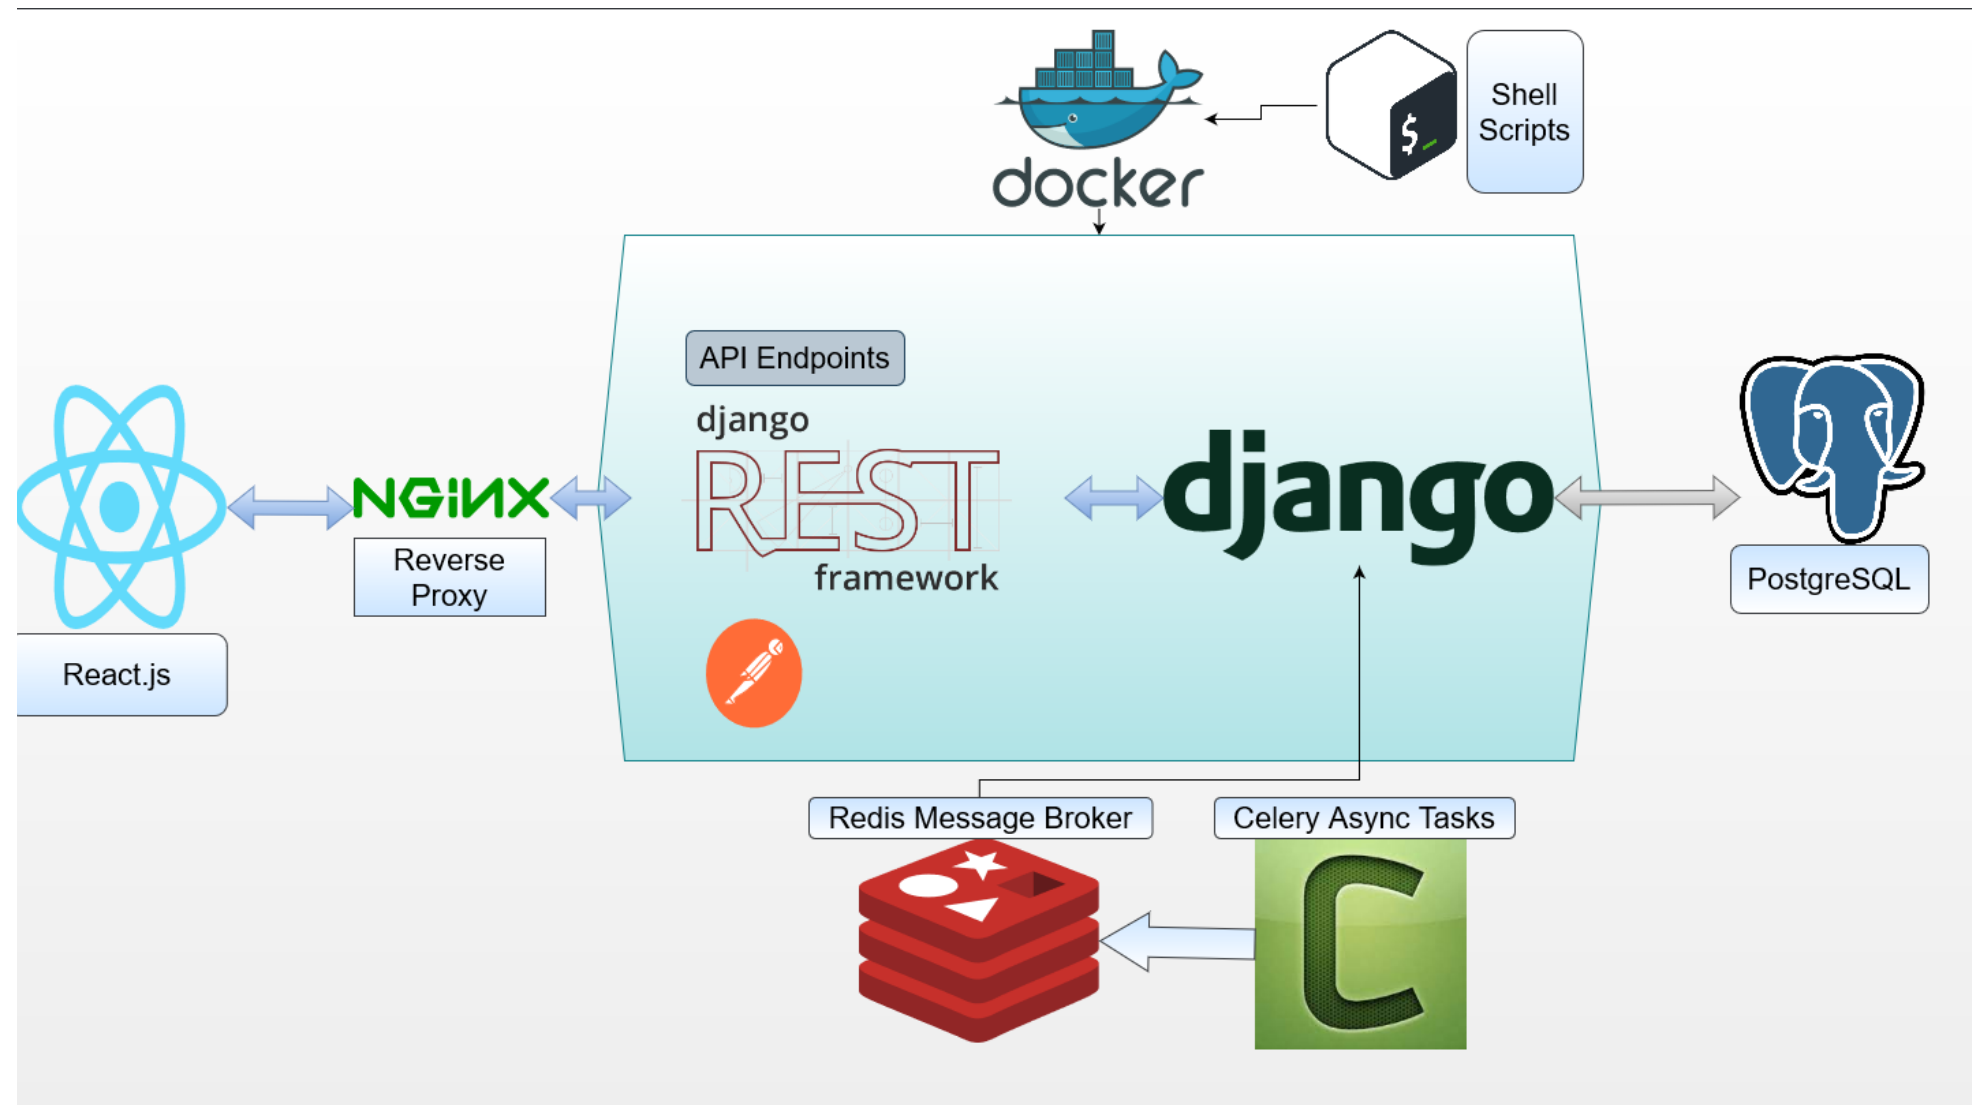 docker
$_
Shell
Scripts
API Endpoints
django
REST
framework
django
NGiNX
Reverse
Proxy
React.js
PostgreSQL
Redis Message Broker
Celery Async Tasks
C